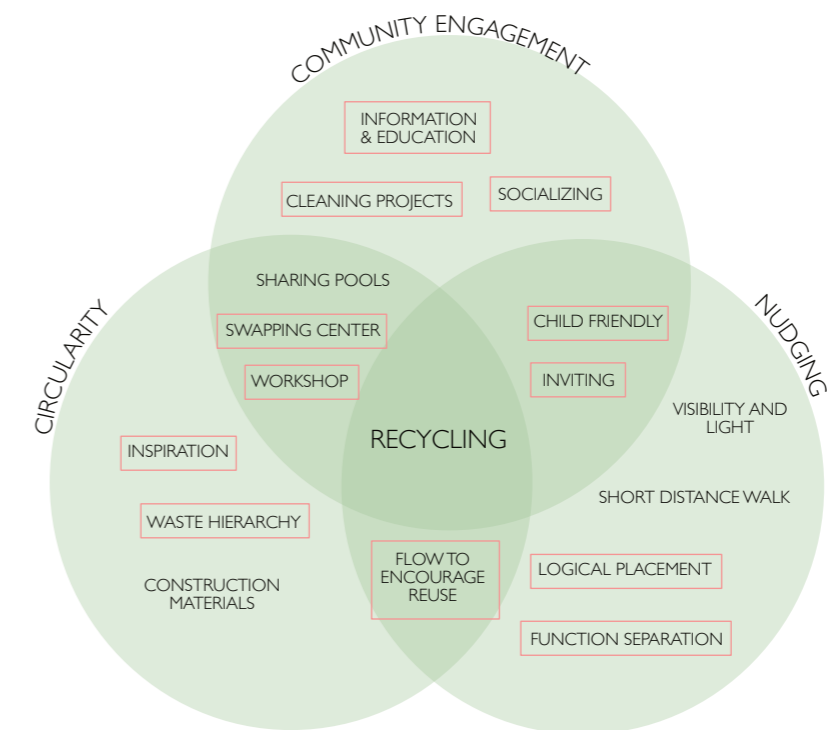 COMMUNITY ENGAGEMENT
INFORMATION
& EDUCATION
CLEANING PROJECTS
SOCIALIZING
SHARING POOLS
SWAPPING CENTER
WORKSHOP
CHILD FRIENDLY
INVITING
CIRCULARITY
NUDGING
VISIBILITY AND
LIGHT
RECYCLING
INSPIRATION
SHORT DISTANCE WALK
WASTE HIERARCHY
FLOW TO
ENCOURAGE
REUSE
LOGICAL PLACEMENT
CONSTRUCTION
MATERIALS
FUNCTION SEPARATION